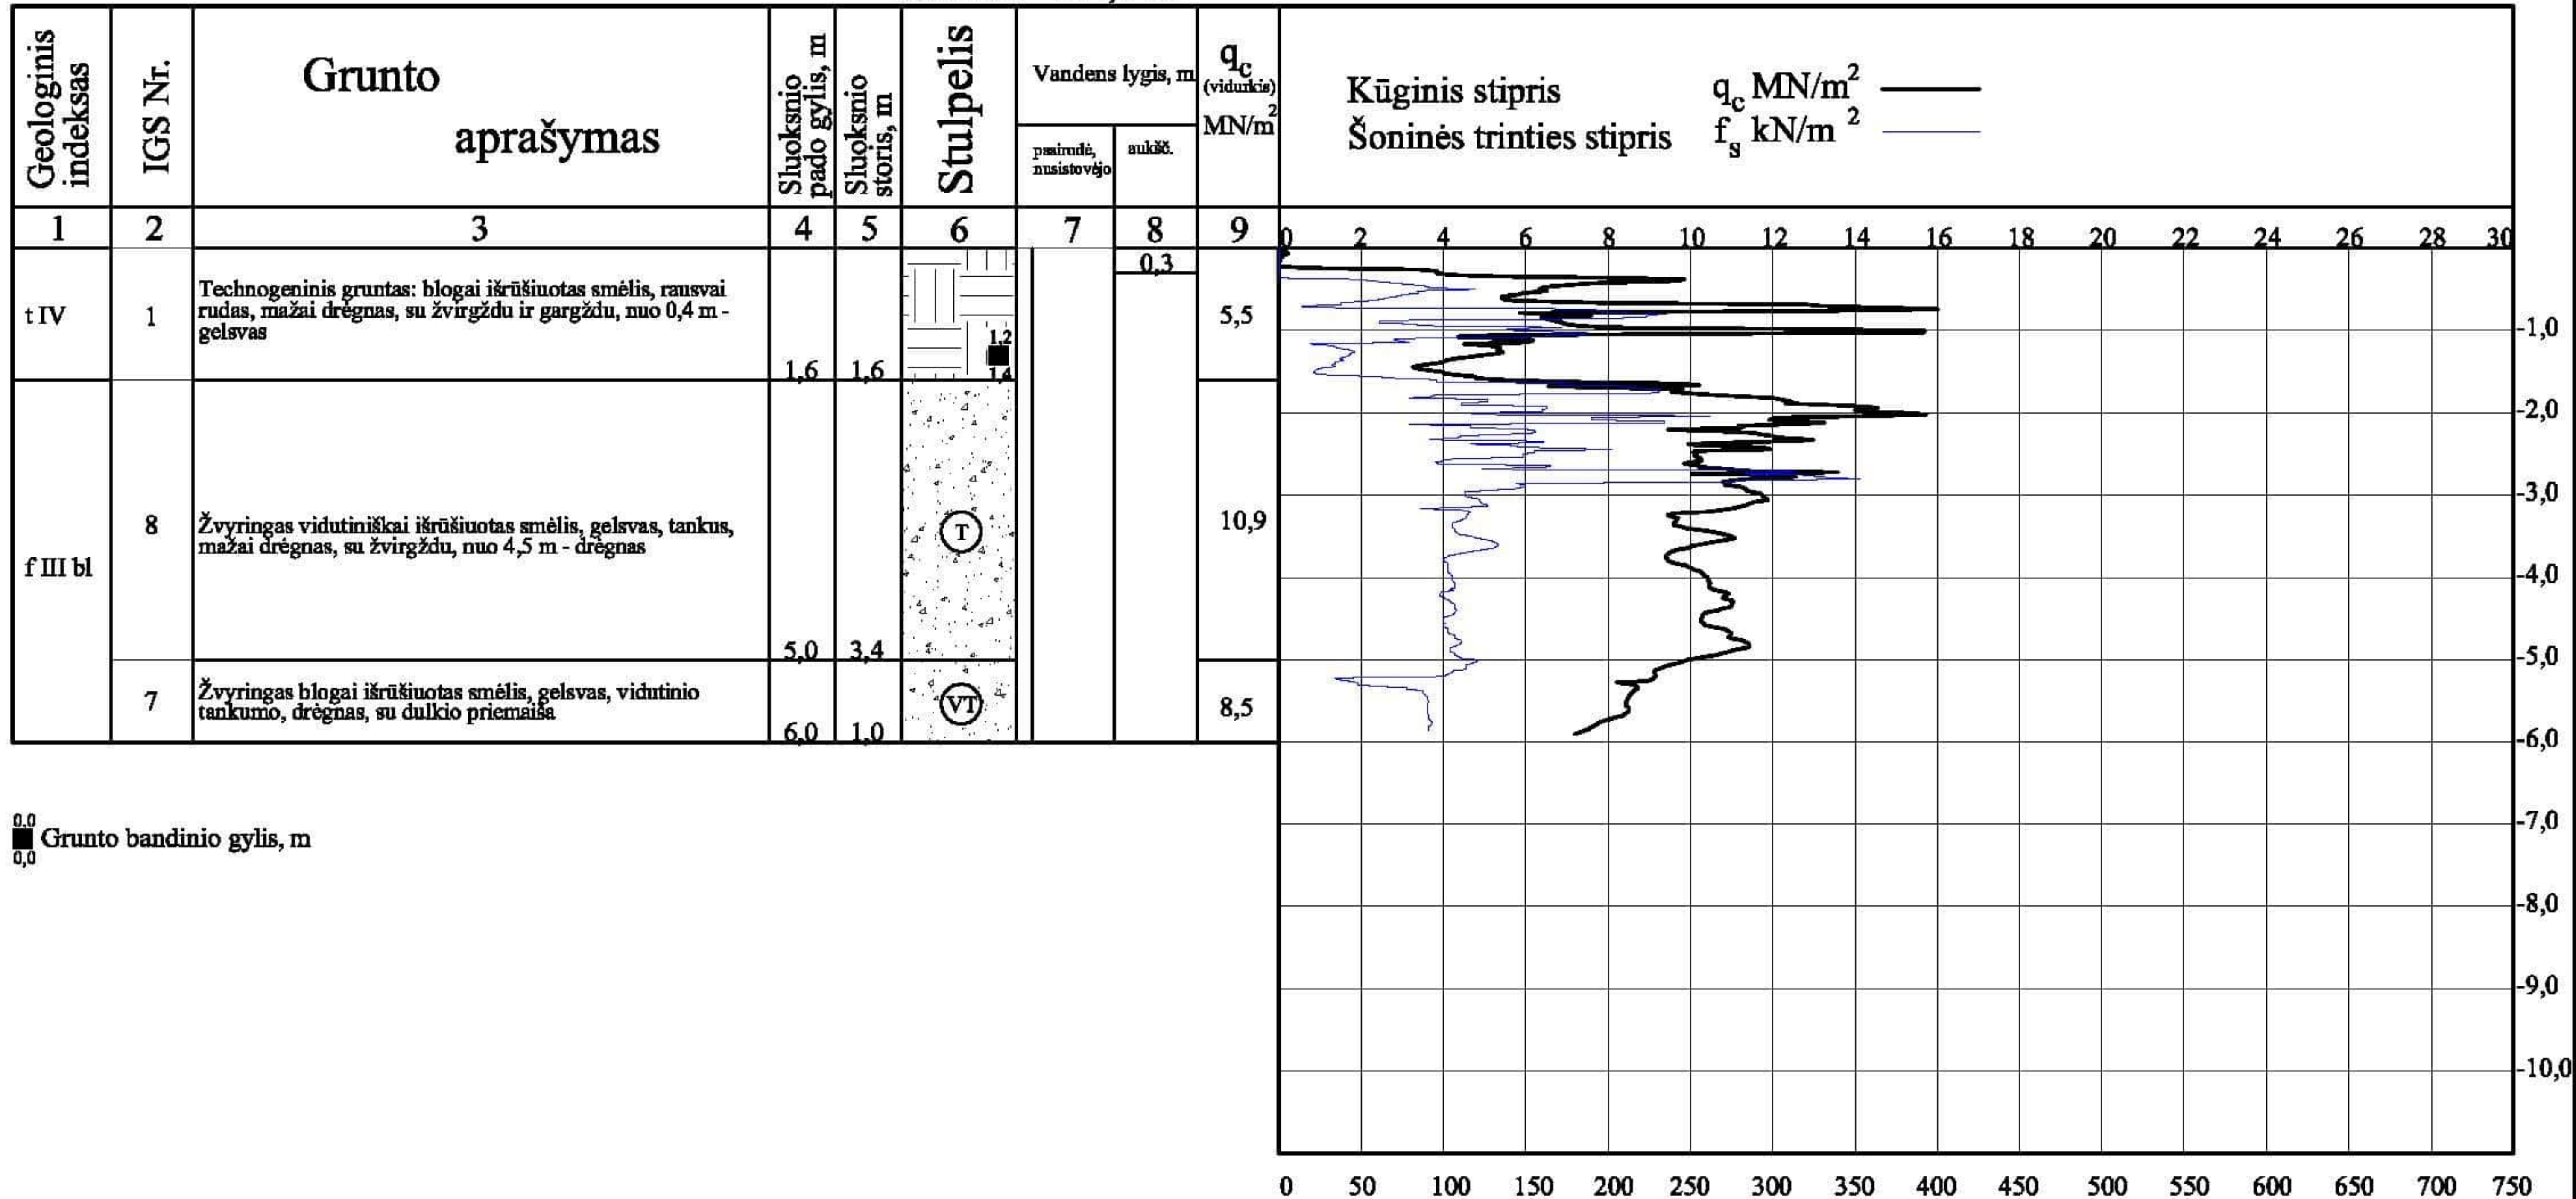 Geologinis
indeksas
IGS Nr.
Grunto
aprašymas
Sluoksnio
pado gylis, m
Sluoksnio
storis, m
Stulpelis
Vandens lygis, m
pasirudė,
nusistovėjo
aukšč.
qc
(vidurkis)
MN/m²
Kūginis stipris qc MN/m²
Šoninės trinties stipris fs kN/m²
1 2 3 4 5 6 7 8 9
0 2 4 6 8 10 12 14 16 18 20 22 24 26 28 30
0,3
t IV
1
Technogeninis gruntas: blogai išrūšiuotas smėlis, rausvai
rudas, mažai drėgnas, su žvirgždu ir gargždu, nuo 0,4 m -
gelsvas
1,6 1,6
1,2
1,4
5,5
f III bl
8
Žvyringas vidutiniškai išrūšiuotas smėlis, gelsvas, tankus,
mažai drėgnas, su žvirgždu, nuo 4,5 m - drėgnas
5,0 3,4
T
10,9
7
Žvyringas blogai išrūšiuotas smėlis, gelsvas, vidutinio
tankumo, drėgnas, su dulkio priemaiša
6,0 1,0
VT
8,5
-1,0
-2,0
-3,0
-4,0
-5,0
-6,0
-7,0
-8,0
-9,0
-10,0
0,0
Grunto bandinio gylis, m
0,0
0 50 100 150 200 250 300 350 400 450 500 550 600 650 700 750